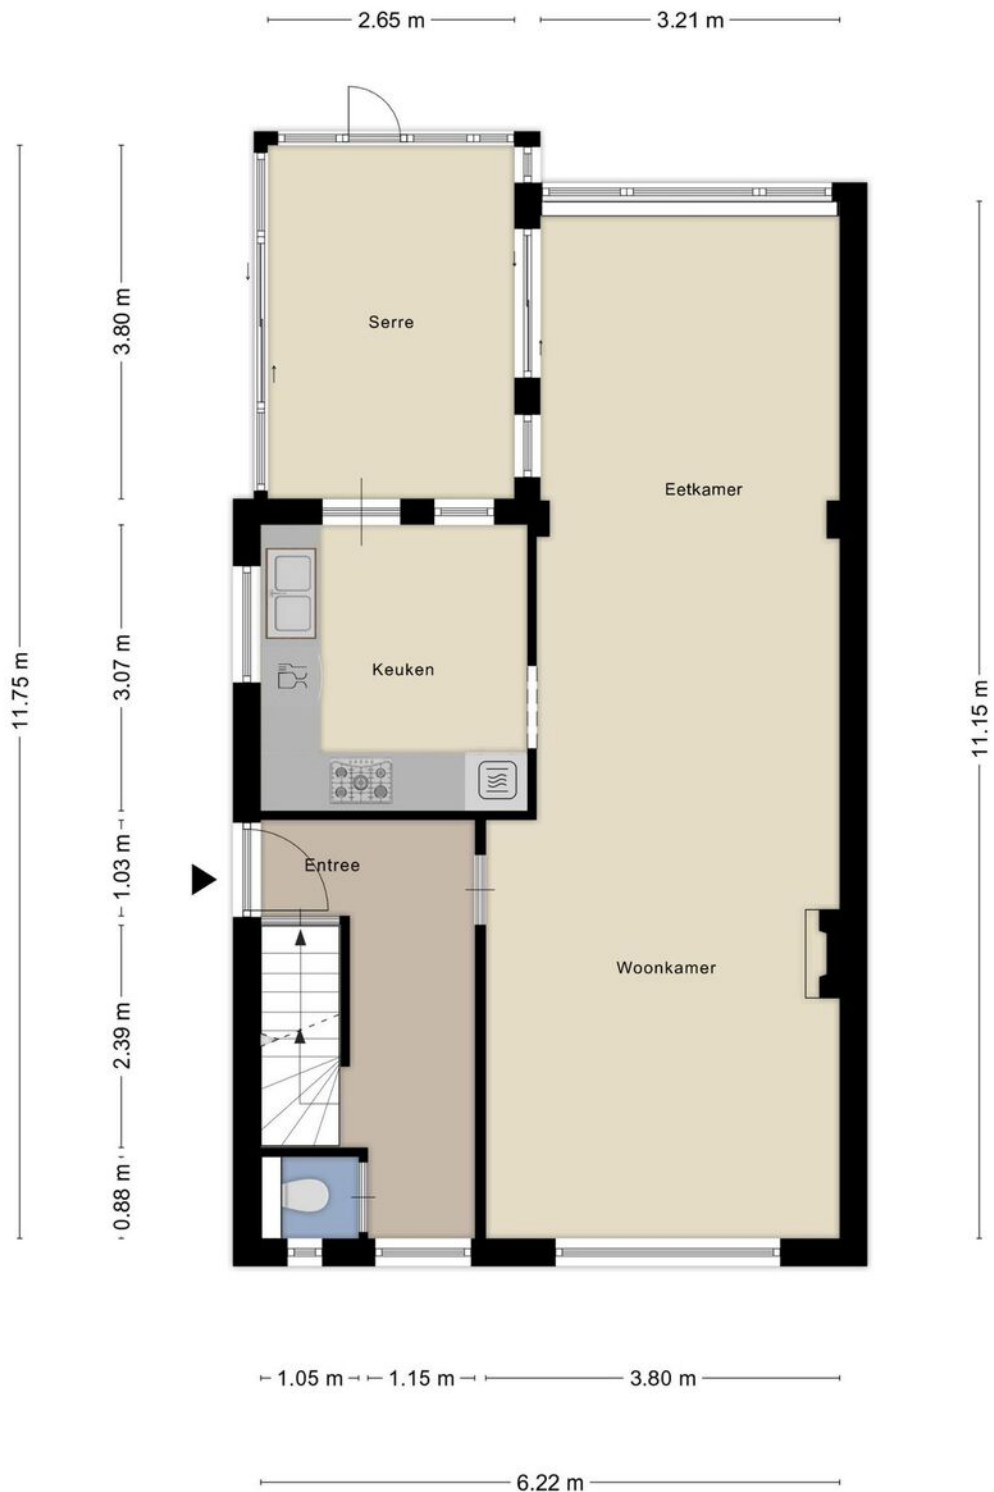 2.65 m
3.21 m
3.80 m
Serre
Eetkamer
11.75 m
3.07 m
Keuken
11.15 m
1.03 m
Entree
Woonkamer
2.39 m
0.88 m
1.05 m
1.15 m
3.80 m
6.22 m